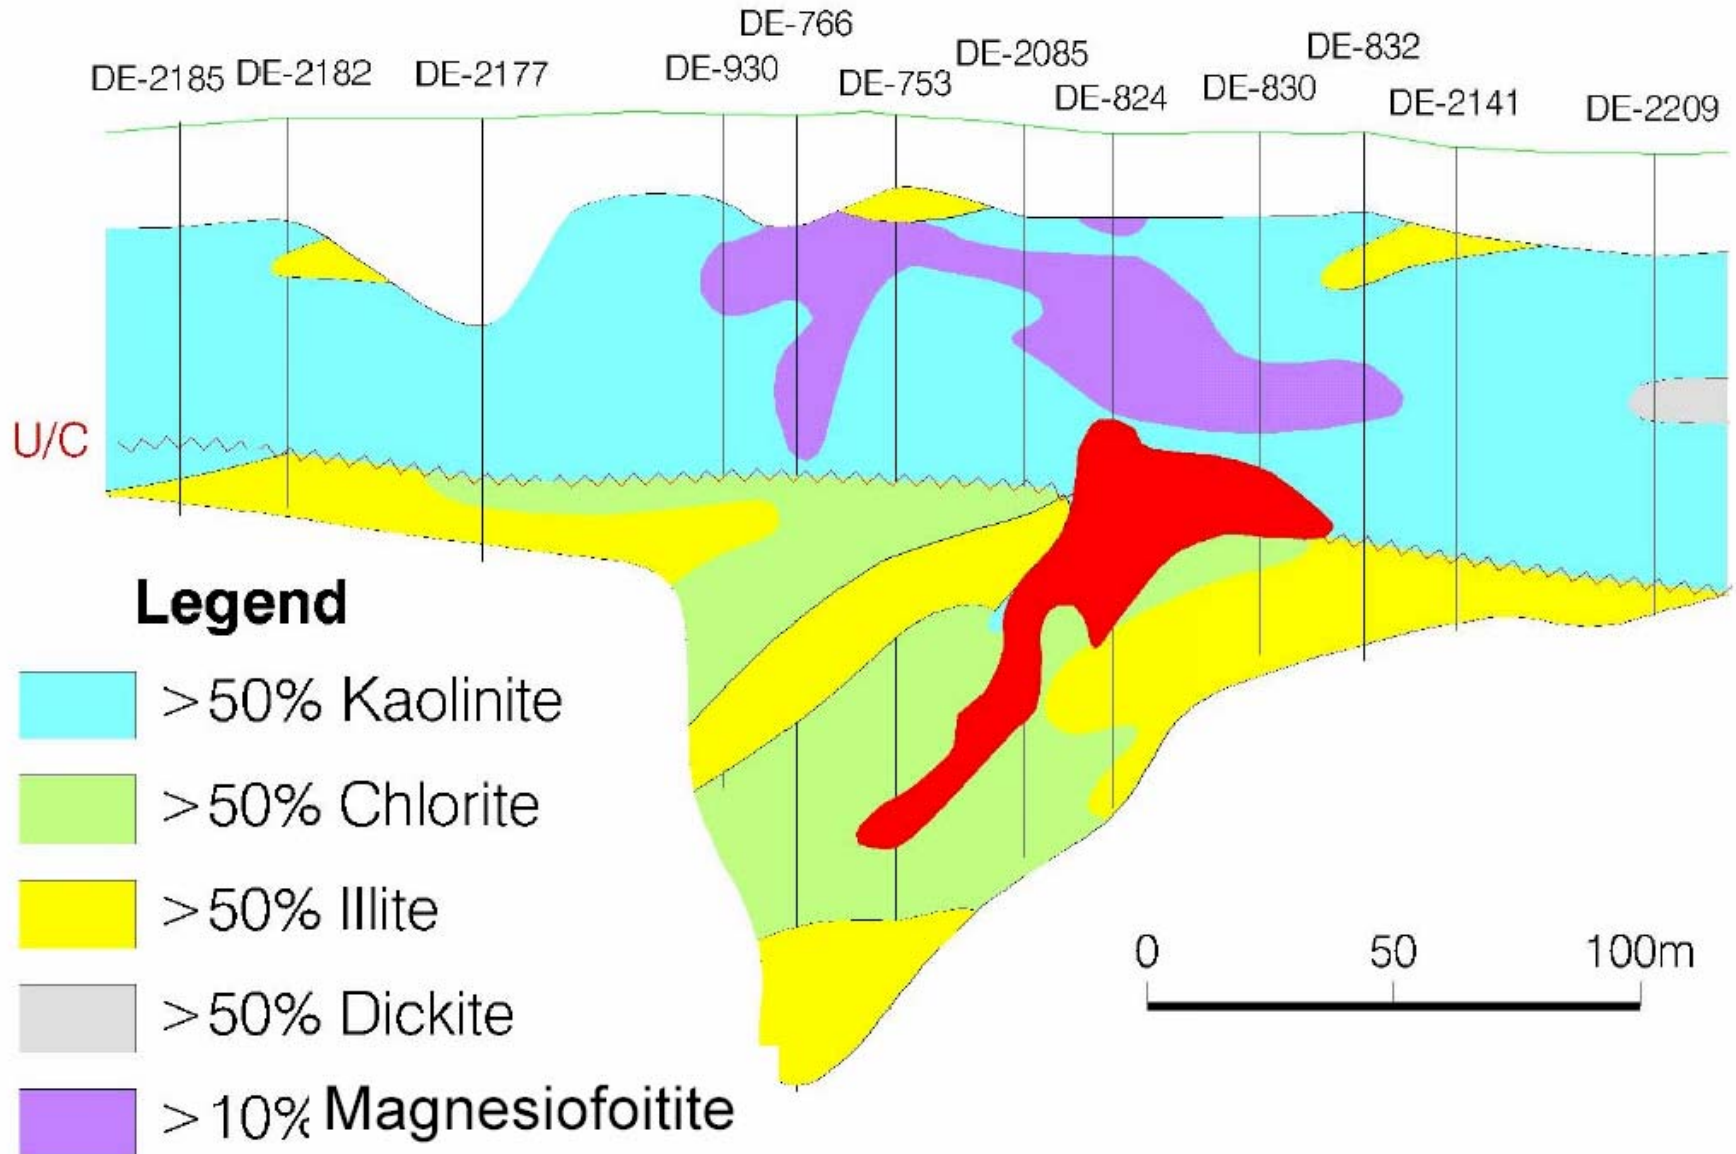 DE-766
DE-2185 DE-2182 DE-2177 DE-930 DE-753 DE-2085 DE-824 DE-830 DE-832 DE-2141 DE-2209
U/C
Legend
>50% Kaolinite
>50% Chlorite
>50% Illite
>50% Dickite
>10% Magnesiofoitite
0 50 100m